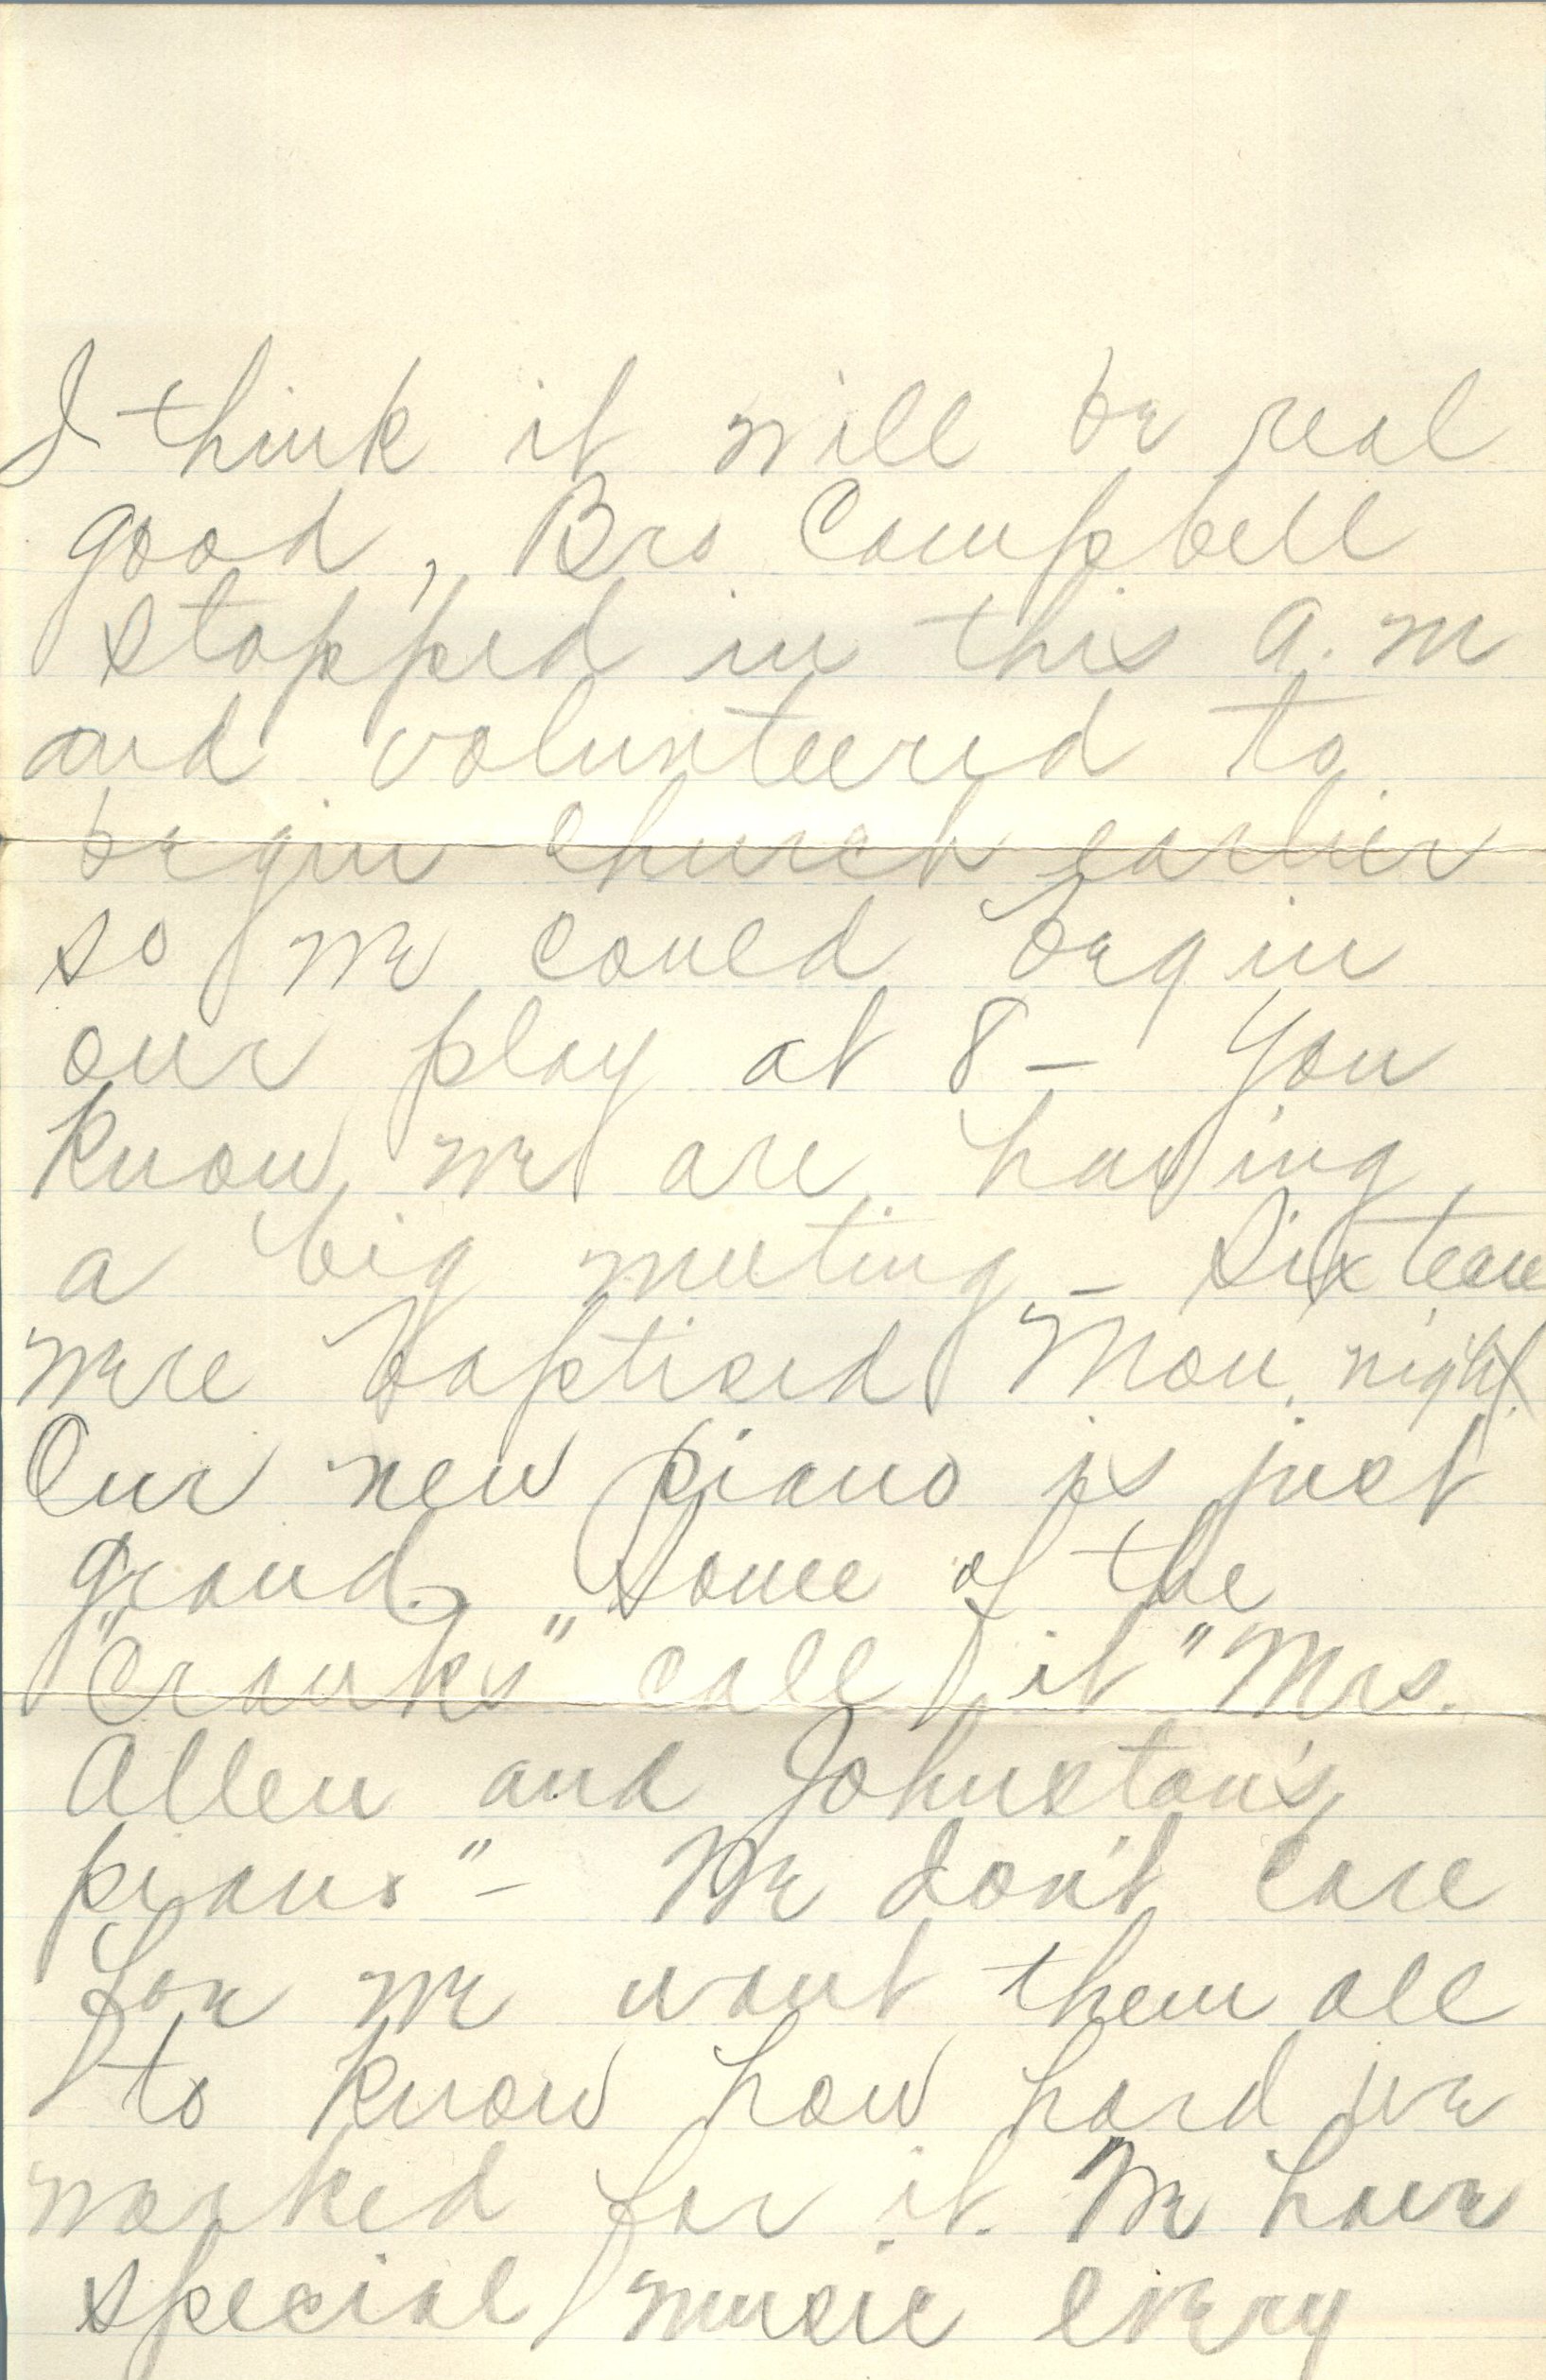 I think it will be real
good, Bro Campbell
stopped in this a.m
and volunteered to
begin church earlier
so we could begin
our play at 8 - You
know we are having
a big meeting - Sixteen
were baptised Mon. night.
Our new piano is just
grand. Some of the
"cranks" call it "Mrs.
Allen and Johnston's
piano" - We don't care
for we want them all
to know how hard we
worked for it. We have
special music every